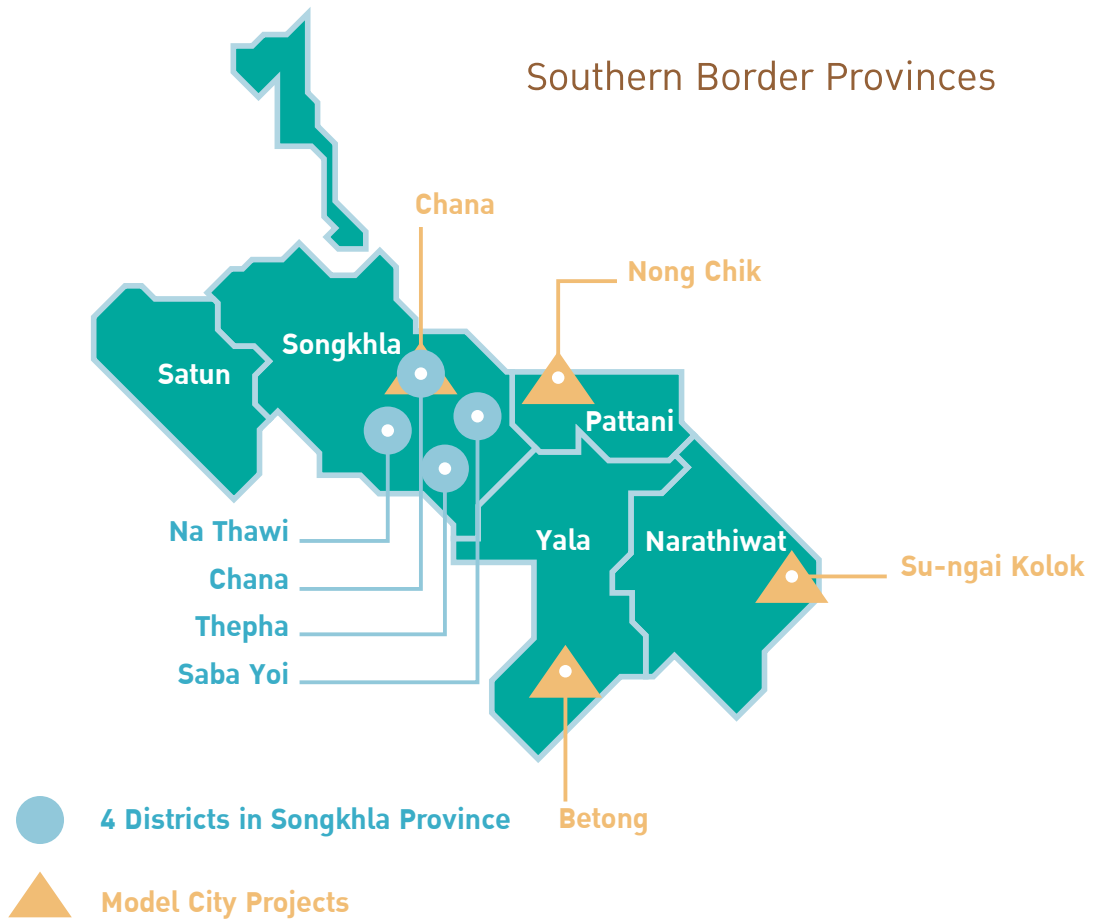 Southern Border Provinces
Chana
Nong Chik
Songkhla
Satun
Pattani
Na Thawi
Yala
Narathiwat
Su-ngai Kolok
Chana
Thepha
Saba Yoi
4 Districts in Songkhla Province
Betong
Model City Projects